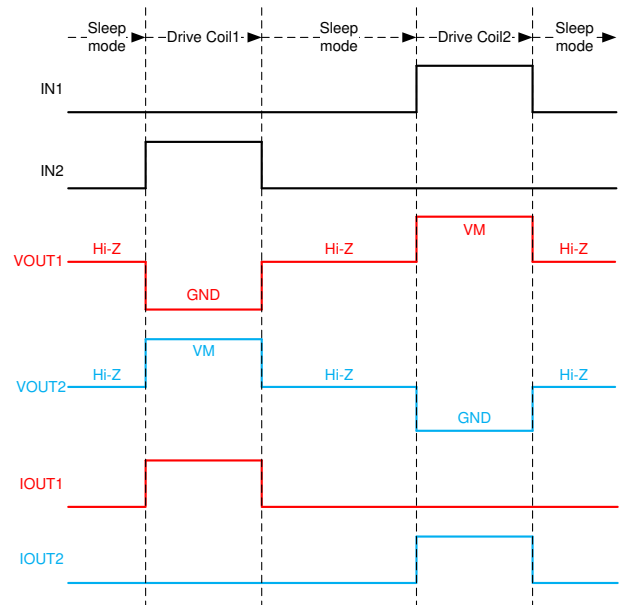 Sleep mode
Drive Coil1
Sleep mode
Drive Coil2
Sleep mode
IN1
IN2
VM
Hi-Z
Hi-Z
Hi-Z
VOUT1
GND
VM
Hi-Z
Hi-Z
Hi-Z
VOUT2
GND
IOUT1
IOUT2